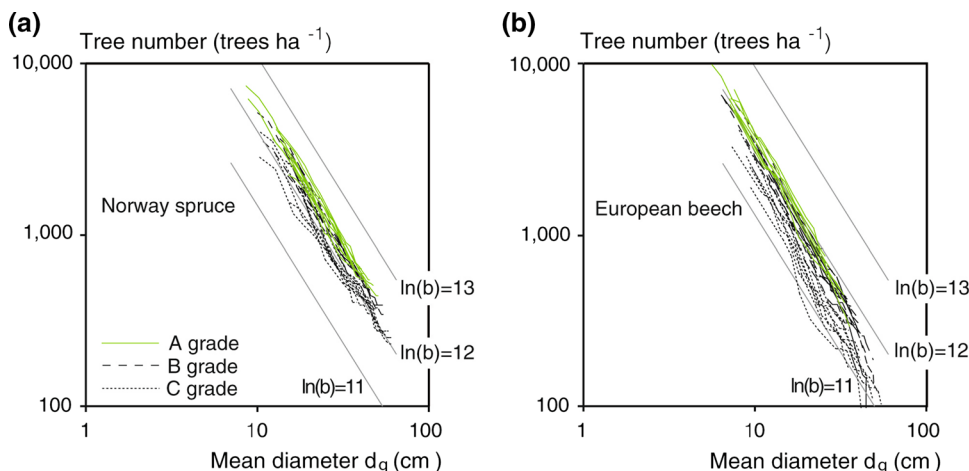 (a)
Tree number (trees ha -1)
10,000
1,000
100
Norway spruce
A grade
B grade
C grade
ln(b)=13
ln(b)=12
ln(b)=11
1
10
100
Mean diameter dg (cm)
(b)
Tree number (trees ha -1)
10,000
1,000
100
European beech
ln(b)=13
ln(b)=12
ln(b)=11
1
10
100
Mean diameter dg (cm)